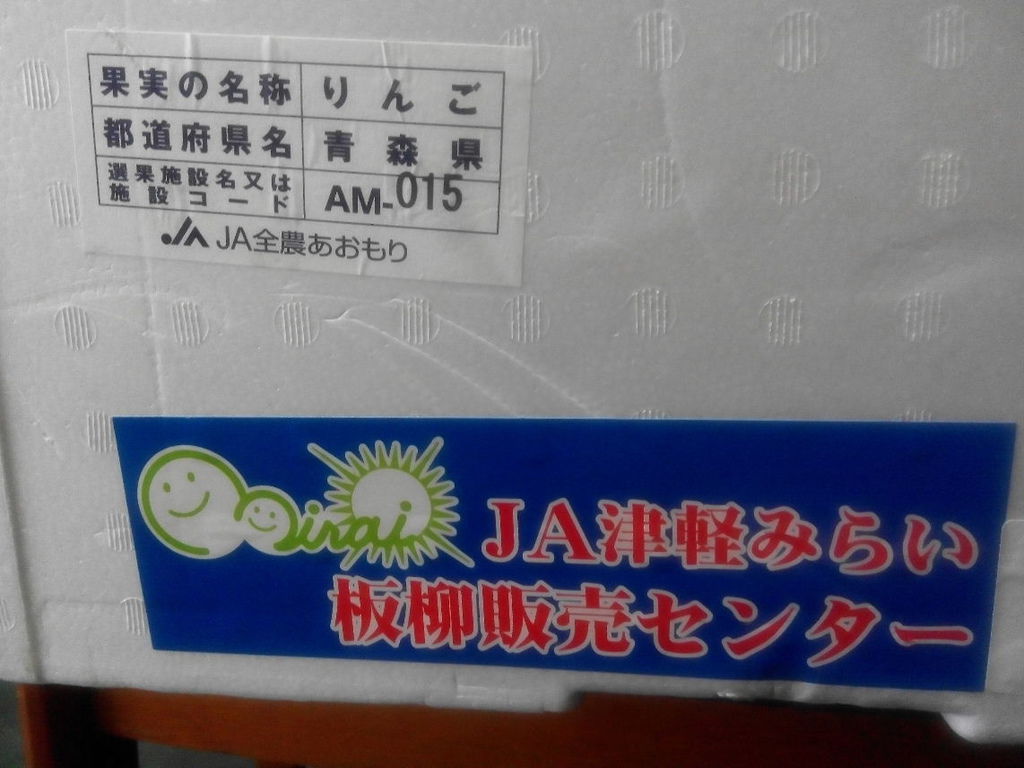 果実の名称 りんご
都道府県名 青森県
選果施設名又は
施設コード AM-015
JA全農あおもり
mirai
JA津軽みらい
板柳販売センター